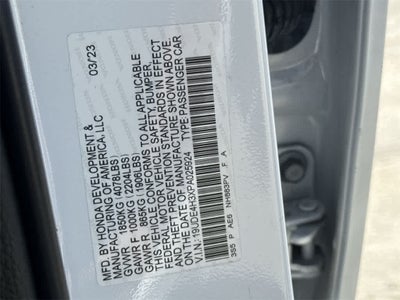 MFD. BY HONDA DEVELOPMENT &
MANUFACTURING OF AMERICA, LLC
03/23
GVWR 1850KG (4078LBS)
GAWR F 1000KG (2204LBS)
GAWR R 865KG (1906LBS)
THIS VEHICLE CONFORMS TO ALL APPLICABLE
FEDERAL MOTOR VEHICLE SAFETY, BUMPER,
AND THEFT PREVENTION STANDARDS IN EFFECT
ON THE DATE OF MANUFACTURE SHOWN ABOVE.
V.I.N.: 19UDE4H3XPA025924
TYPE: PASSENGER CAR
3S5 P AE6 NH883PV F A